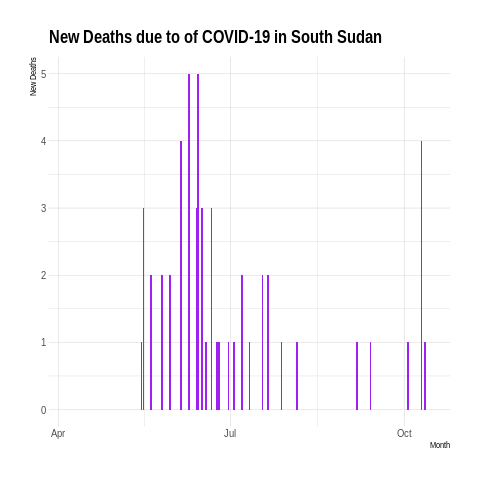 New Deaths due to of COVID-19 in South Sudan
New Deaths
5
4
3
2
1
0
Apr
Jul
Oct
Month